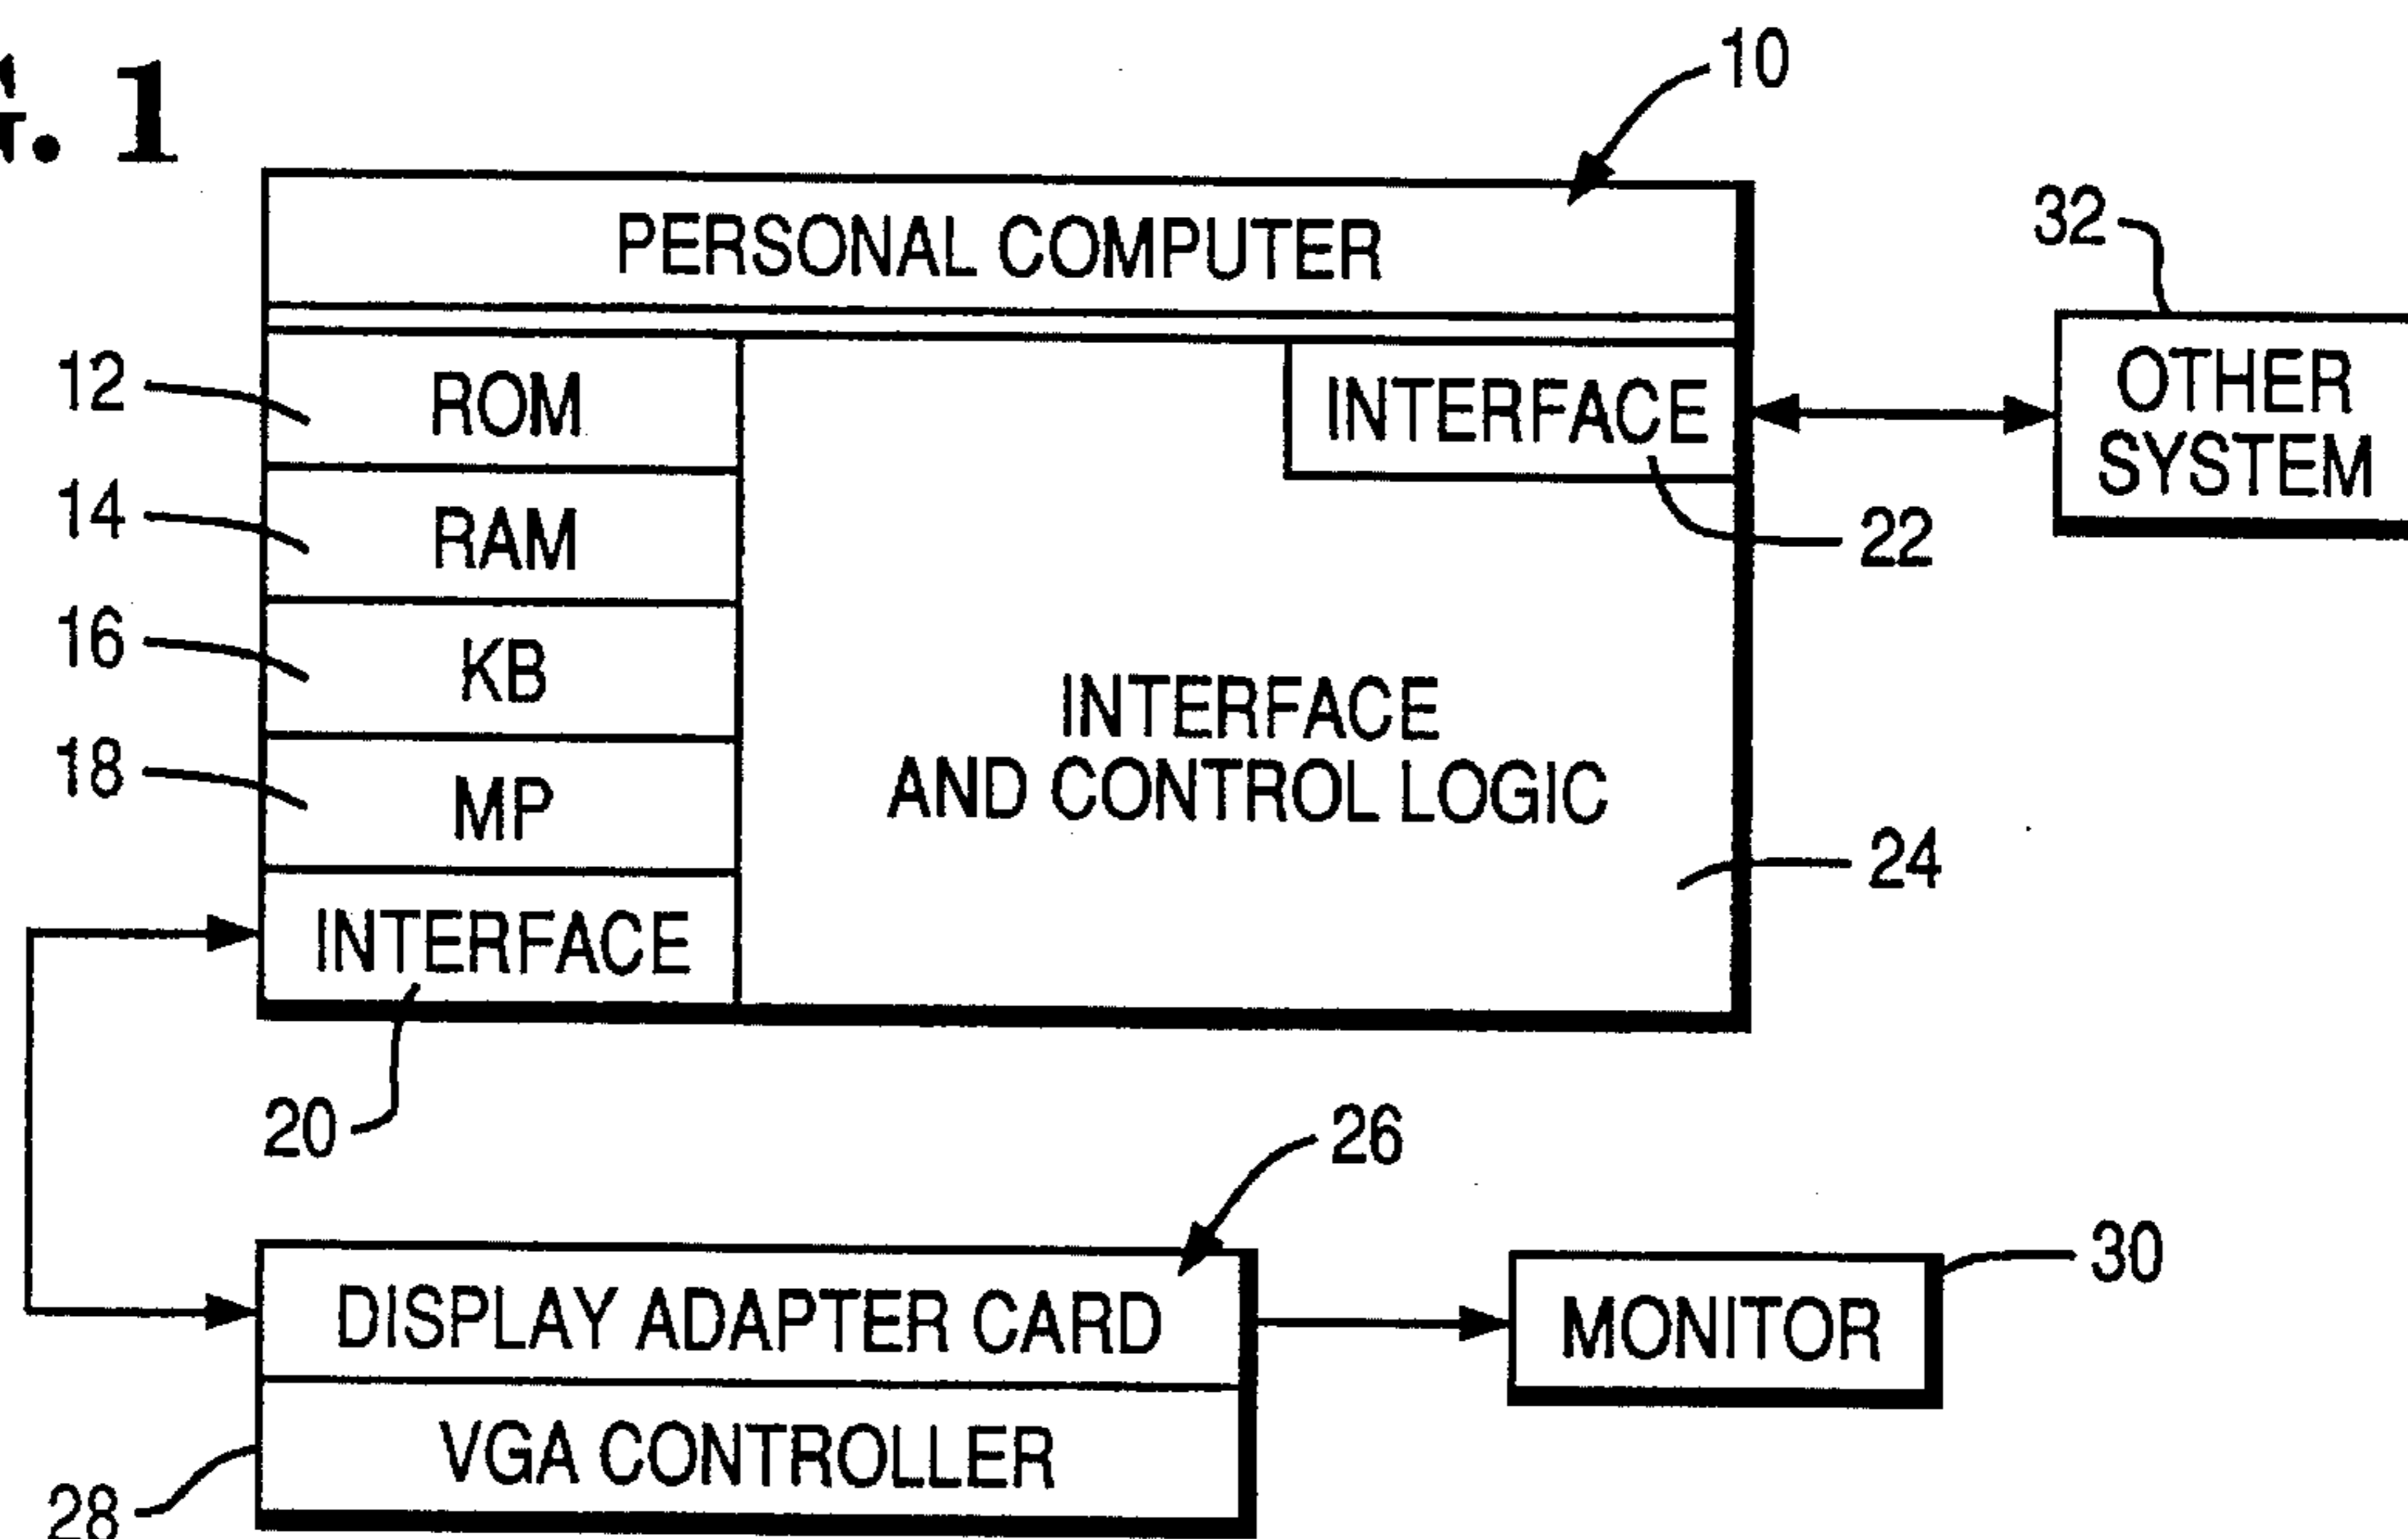 G. 1
10
PERSONAL COMPUTER
32
12
ROM
INTERFACE
OTHER
SYSTEM
14
RAM
22
16
KB
INTERFACE
AND CONTROL LOGIC
18
MP
24
INTERFACE
20
26
DISPLAY ADAPTER CARD
MONITOR
30
VGA CONTROLLER
28